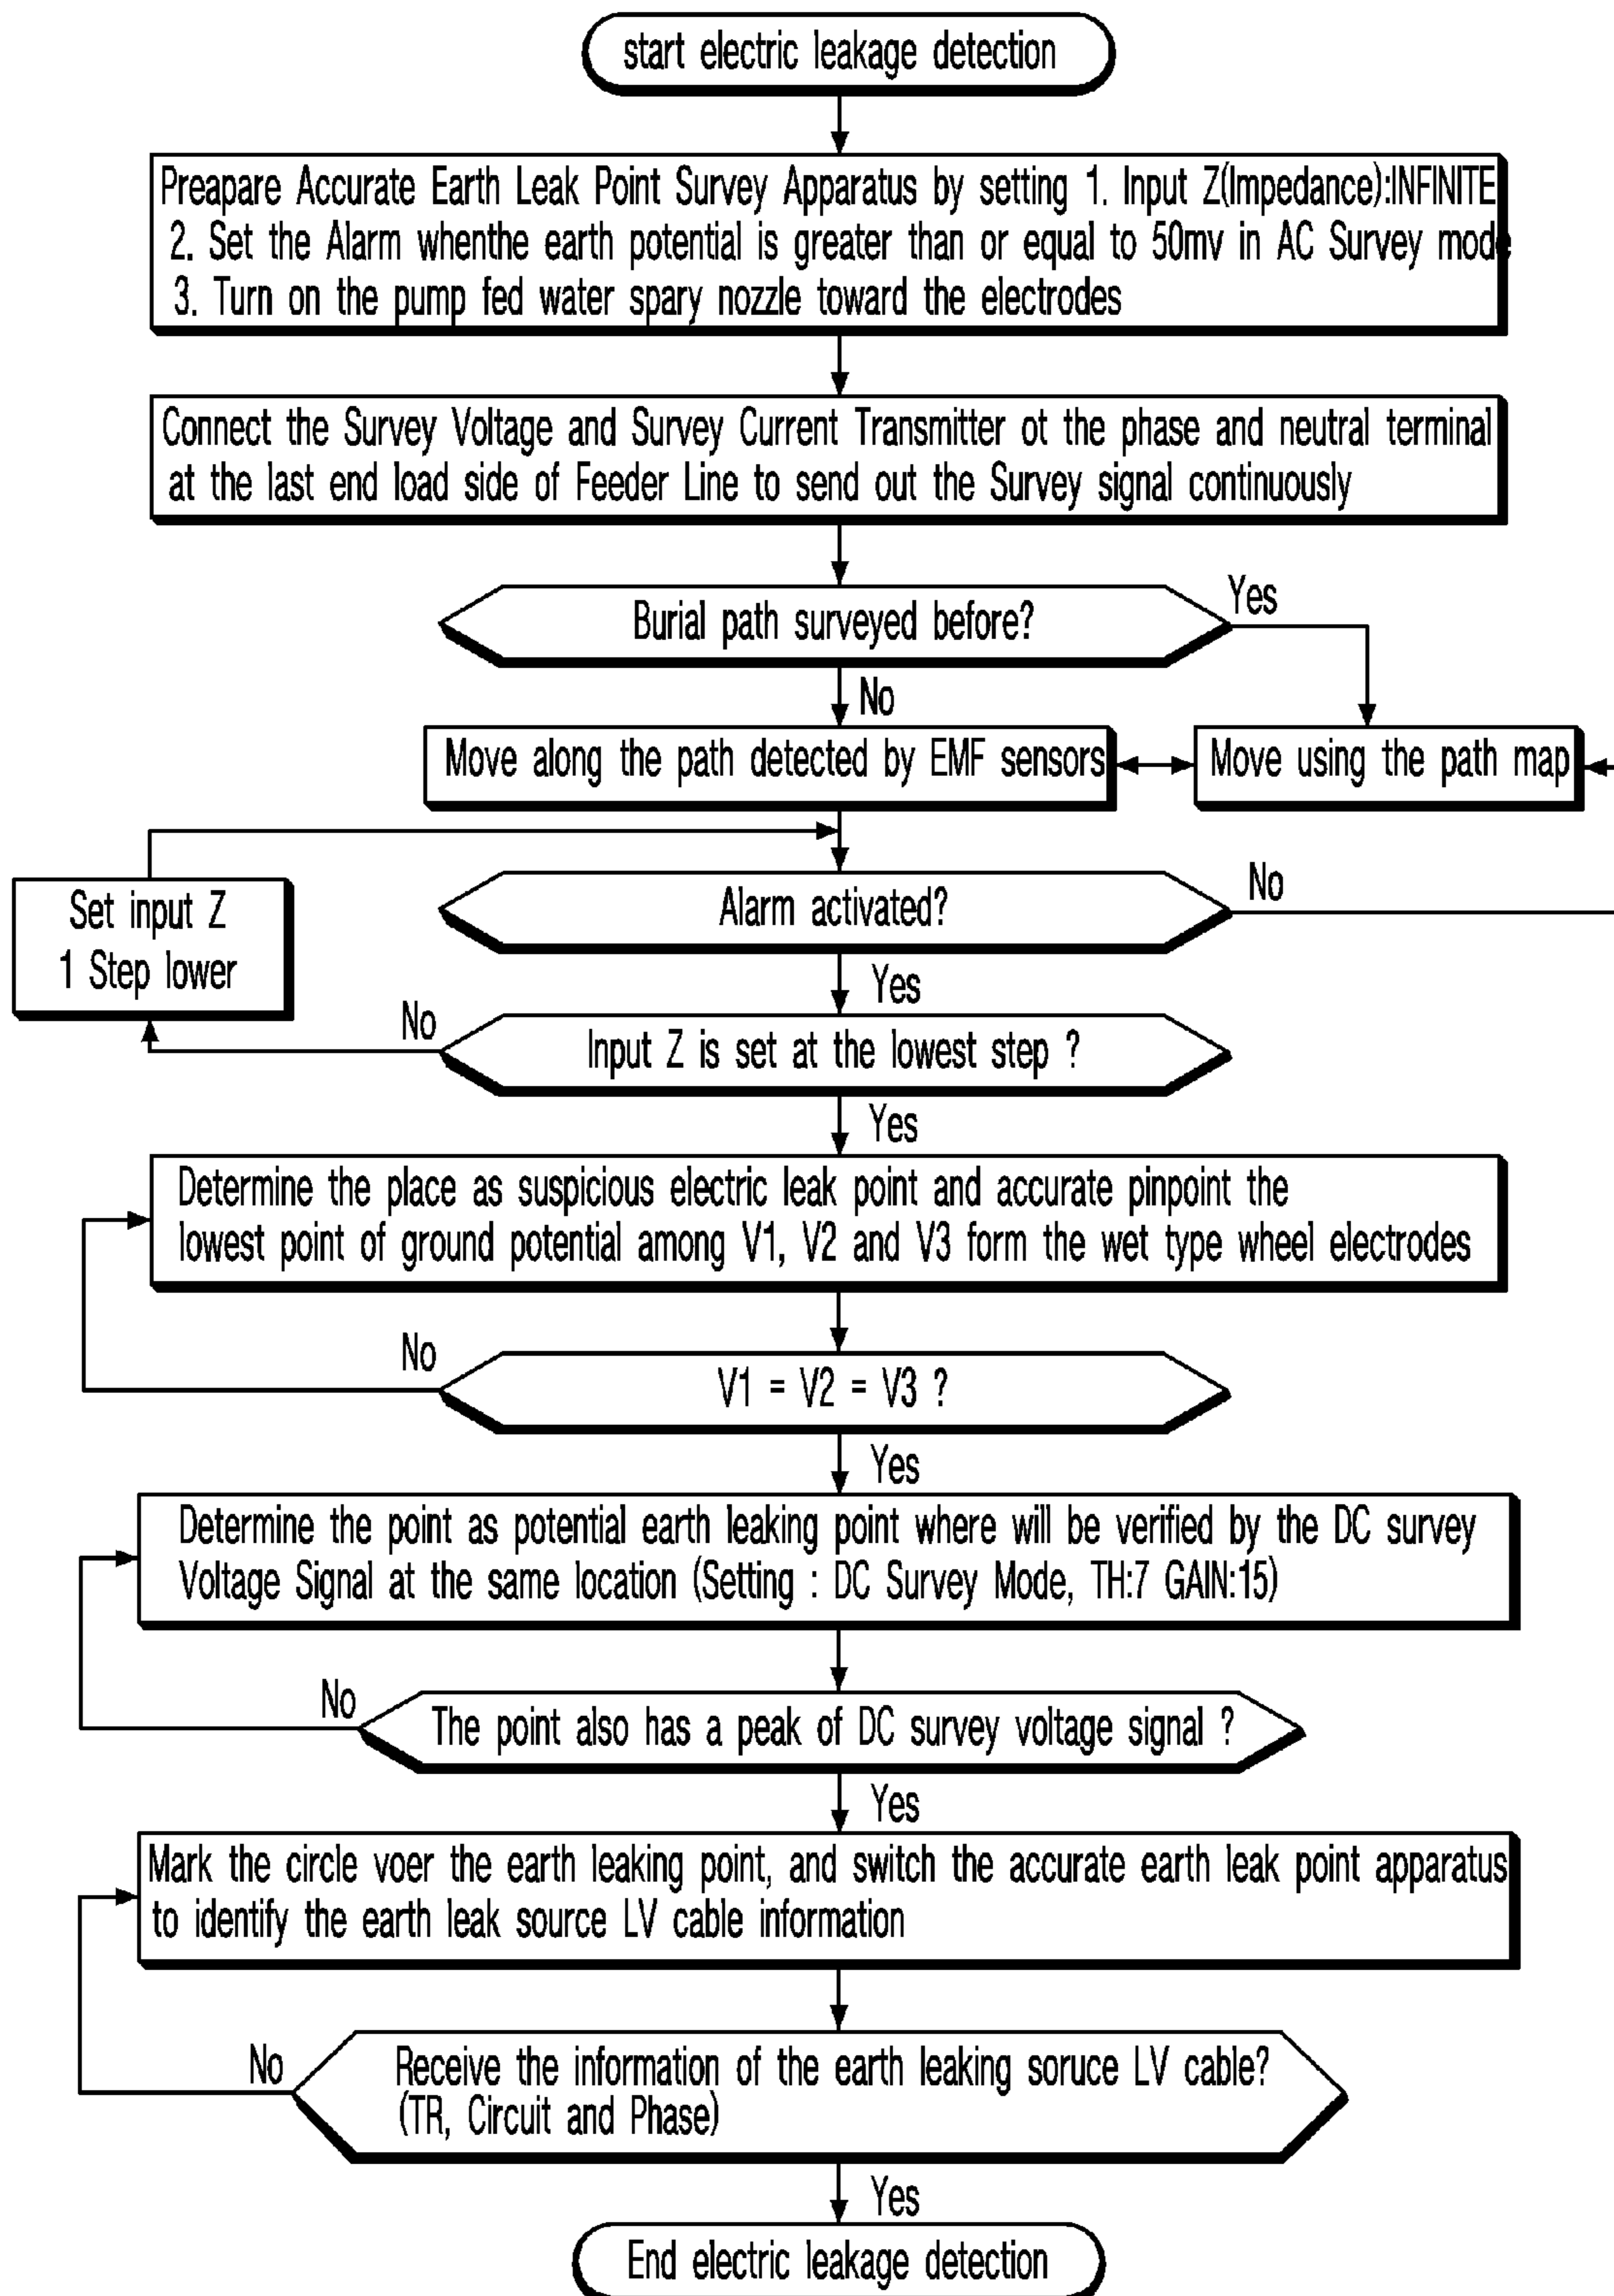 start electric leakage detection
Preapare Accurate Earth Leak Point Survey Apparatus by setting 1. Input Z(Impedance):INFINITE
2. Set the Alarm whenthe earth potential is greater than or equal to 50mv in AC Survey mode
3. Turn on the pump fed water spary nozzle toward the electrodes
Connect the Survey Voltage and Survey Current Transmitter ot the phase and neutral terminal
at the last end load side of Feeder Line to send out the Survey signal continuously
Burial path surveyed before?
Yes
No
Move along the path detected by EMF sensors
Move using the path map
Set input Z
1 Step lower
Alarm activated?
No
Yes
No
Input Z is set at the lowest step ?
Yes
Determine the place as suspicious electric leak point and accurate pinpoint the
lowest point of ground potential among V1, V2 and V3 form the wet type wheel electrodes
No
V1 = V2 = V3 ?
Yes
Determine the point as potential earth leaking point where will be verified by the DC survey
Voltage Signal at the same location (Setting : DC Survey Mode, TH:7 GAIN:15)
No
The point also has a peak of DC survey voltage signal ?
Yes
Mark the circle voer the earth leaking point, and switch the accurate earth leak point apparatus
to identify the earth leak source LV cable information
No
Receive the information of the earth leaking soruce LV cable?
(TR, Circuit and Phase)
Yes
End electric leakage detection